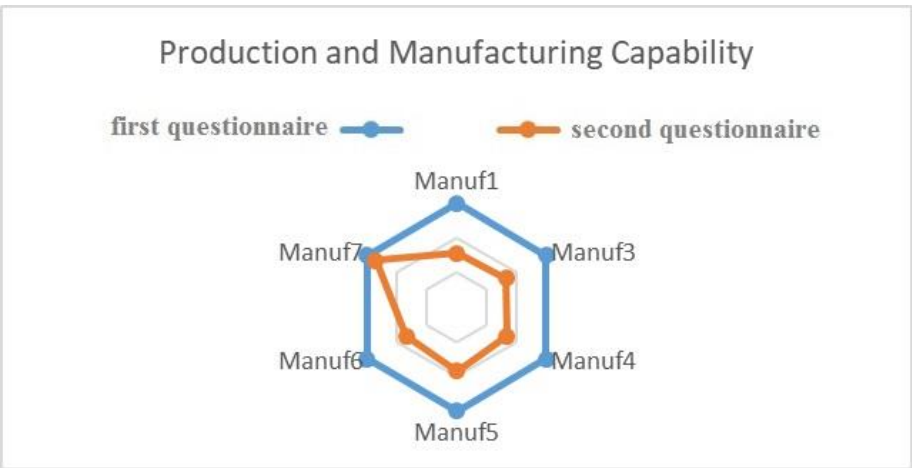 Production and Manufacturing Capability
first questionnaire
second questionnaire
Manuf1
Manuf7
Manuf3
Manuf6
Manuf4
Manuf5